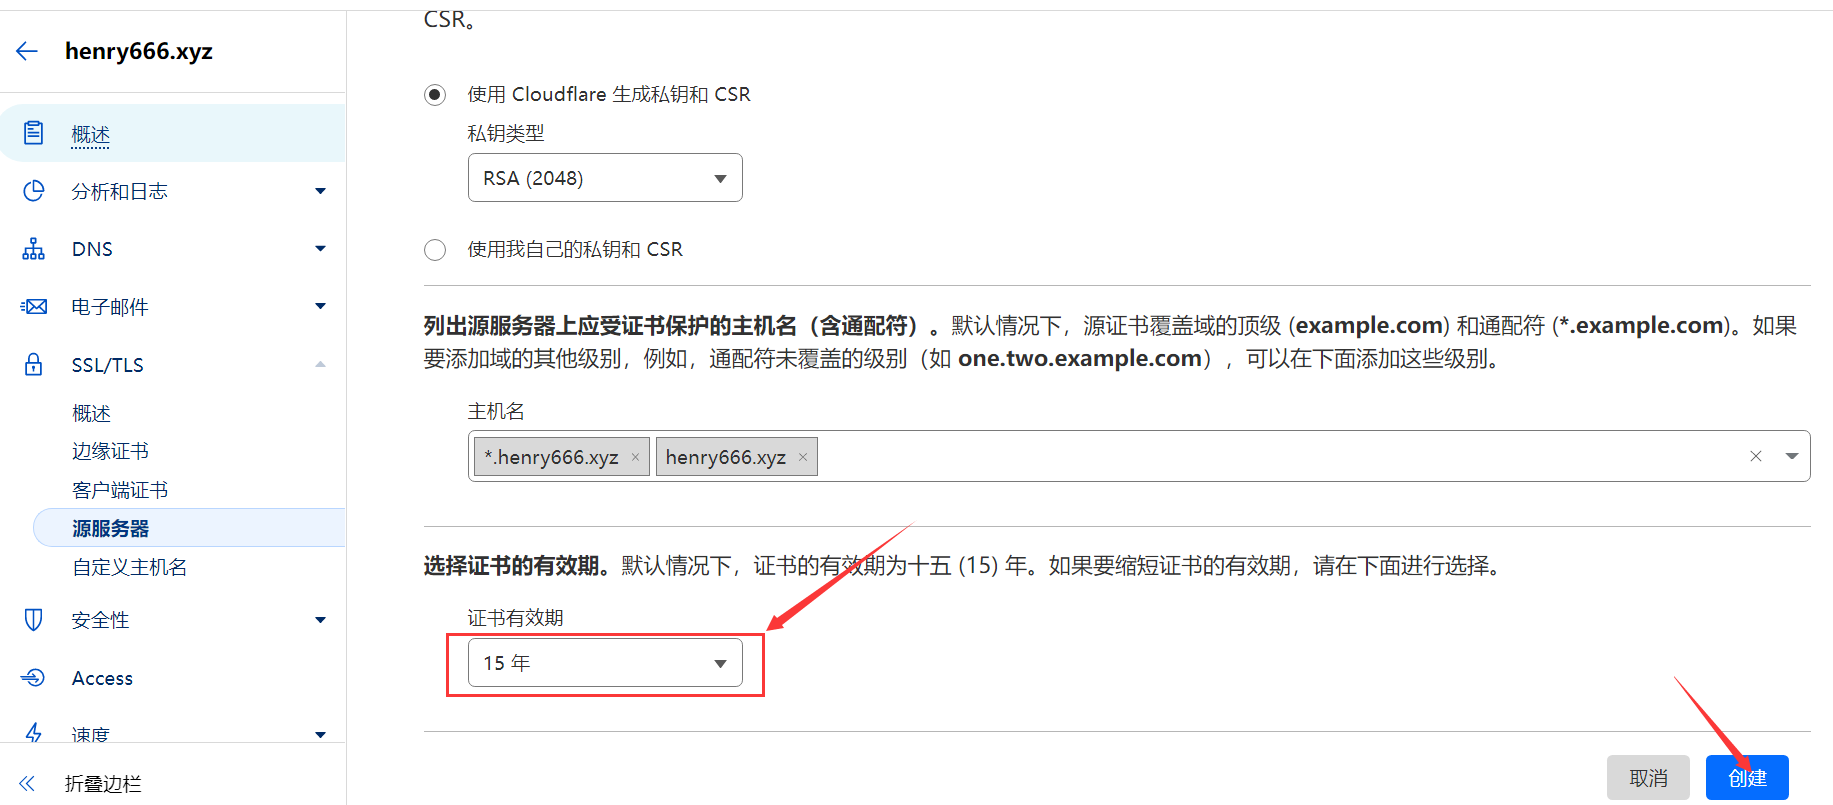 henry666.xyz
概述
分析和日志
DNS
电子邮件
SSL/TLS
概述
边缘证书
客户端证书
源服务器
自定义主机名
安全性
Access
速度
折叠边栏
CSR。
使用 Cloudflare 生成私钥和 CSR
私钥类型
RSA (2048)
使用我自己的私钥和 CSR
列出源服务器上应受证书保护的主机名（含通配符）。默认情况下，源证书覆盖域的顶级 (example.com) 和通配符 (*.example.com)。如果
要添加域的其他级别，例如，通配符未覆盖的级别（如 one.two.example.com），可以在下面添加这些级别。
主机名
*.henry666.xyz × henry666.xyz ×
选择证书的有效期。默认情况下，证书的有效期为十五 (15) 年。如果要缩短证书的有效期，请在下面进行选择。
证书有效期
15 年
取消 创建